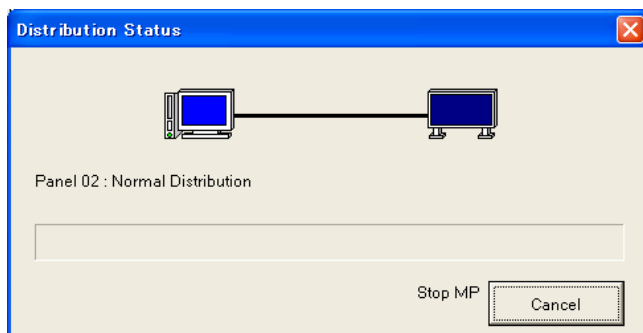 Distribution Status
Panel 02 : Normal Distribution
Stop MP
Cancel